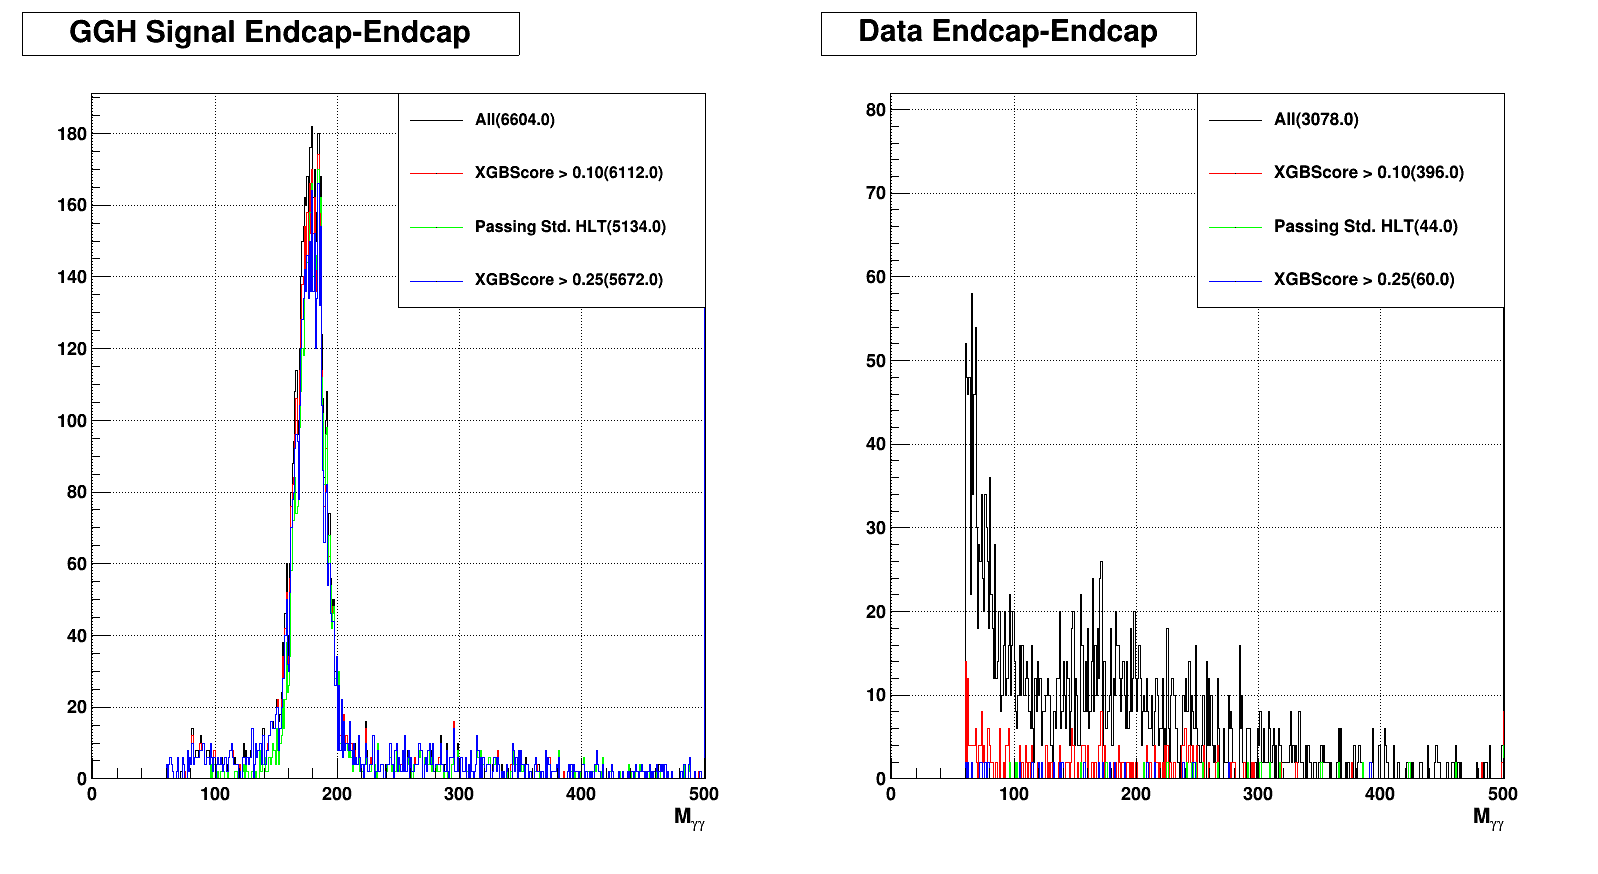 GGH Signal Endcap-Endcap
All(6604.0)
XGBScore > 0.10(6112.0)
Passing Std. HLT(5134.0)
XGBScore > 0.25(5672.0)
180
160
140
120
100
80
60
40
20
0
0 100 200 300 400 500
Mγγ
Data Endcap-Endcap
All(3078.0)
XGBScore > 0.10(396.0)
Passing Std. HLT(44.0)
XGBScore > 0.25(60.0)
80
70
60
50
40
30
20
10
0
0 100 200 300 400 500
Mγγ